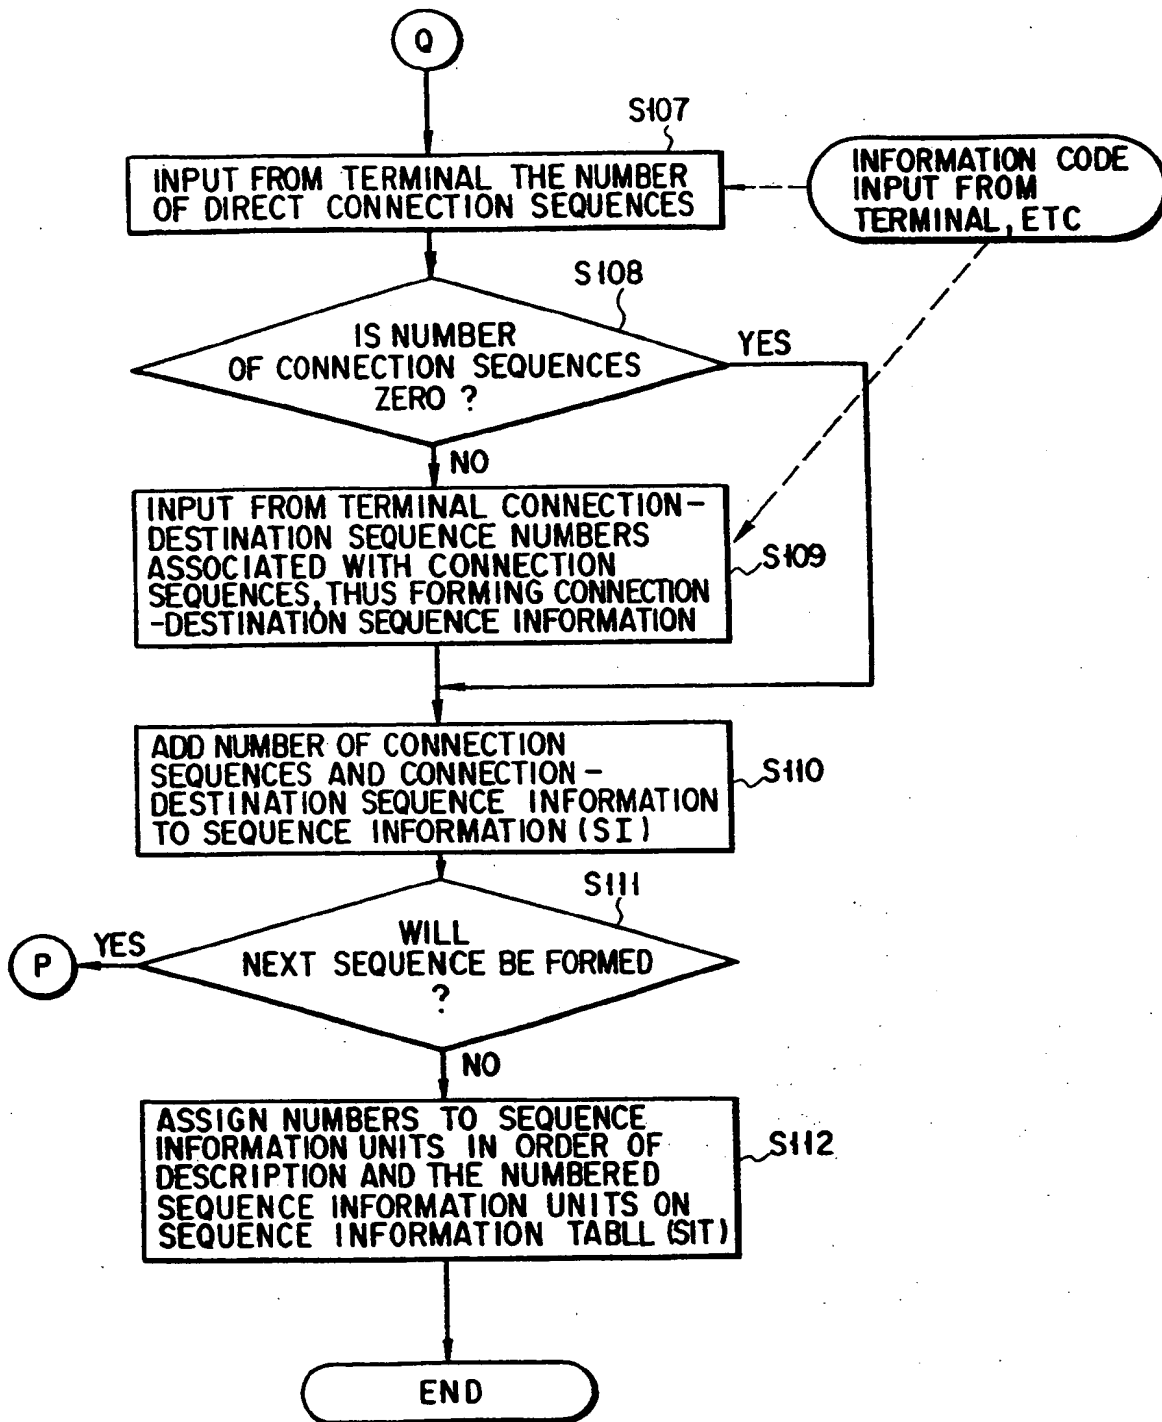 Q
S107
INPUT FROM TERMINAL THE NUMBER
OF DIRECT CONNECTION SEQUENCES
INFORMATION CODE
INPUT FROM
TERMINAL, ETC
S108
IS NUMBER
OF CONNECTION SEQUENCES
ZERO ?
YES
NO
INPUT FROM TERMINAL CONNECTION-
DESTINATION SEQUENCE NUMBERS
ASSOCIATED WITH CONNECTION
SEQUENCES, THUS FORMING CONNECTION
-DESTINATION SEQUENCE INFORMATION
S109
ADD NUMBER OF CONNECTION
SEQUENCES AND CONNECTION-
DESTINATION SEQUENCE INFORMATION
TO SEQUENCE INFORMATION (SI)
S110
S111
WILL
NEXT SEQUENCE BE FORMED
?
YES
P
NO
ASSIGN NUMBERS TO SEQUENCE
INFORMATION UNITS IN ORDER OF
DESCRIPTION AND THE NUMBERED
SEQUENCE INFORMATION UNITS ON
SEQUENCE INFORMATION TABLL (SIT)
S112
END